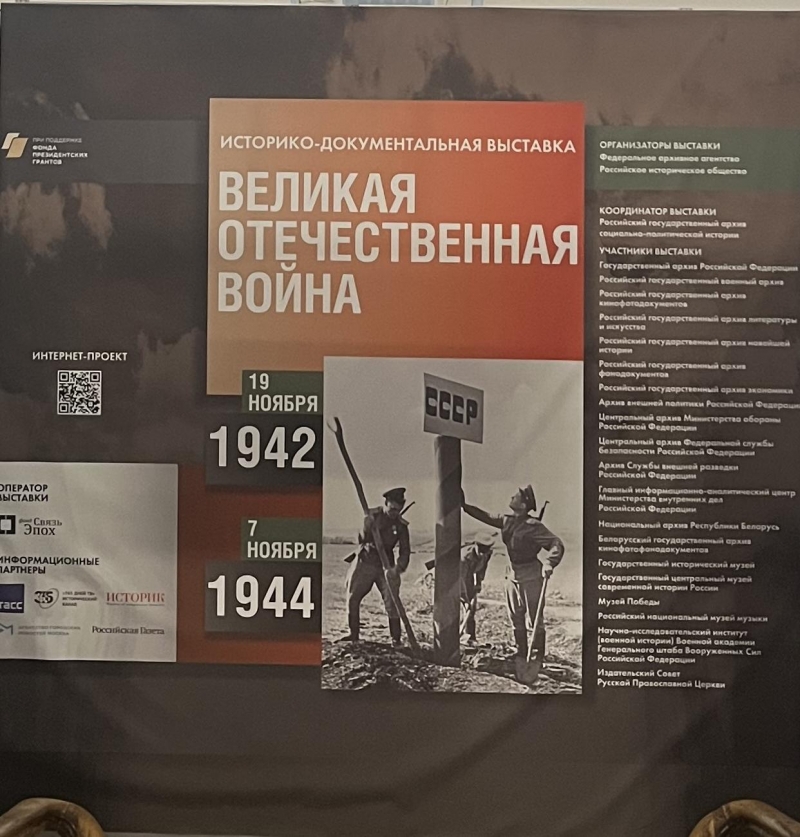 ПРИ ПОДДЕРЖКЕ
ФОНДА
ПРЕЗИДЕНТСКИХ
ГРАНТОВ
ИСТОРИКО-ДОКУМЕНТАЛЬНАЯ ВЫСТАВКА
ВЕЛИКАЯ
ОТЕЧЕСТВЕННАЯ
ВОЙНА
19
НОЯБРЯ
1942
7
НОЯБРЯ
1944
СССР
ИНТЕРНЕТ-ПРОЕКТ
ОПЕРАТОР
ВЫСТАВКИ
Связь
Эпох
ИНФОРМАЦИОННЫЕ
ПАРТНЕРЫ
ТАСС
365
ИСТОРИК
Российская Газета
ОРГАНИЗАТОРЫ ВЫСТАВКИ
Федеральное архивное агентство
Российское историческое общество
КООРДИНАТОР ВЫСТАВКИ
Российский государственный архив
социально-политической истории
УЧАСТНИКИ ВЫСТАВКИ
Государственный архив Российской Федерации
Российский государственный военный архив
Российский государственный архив
кинофотодокументов
Российский государственный архив литературы
и искусства
Российский государственный архив новейшей
истории
Российский государственный архив
фонодокументов
Российский государственный архив экономики
Архив внешней политики Российской Федерации
Центральный архив Министерства обороны
Российской Федерации
Центральный архив Федеральной службы
безопасности Российской Федерации
Архив Службы внешней разведки
Российской Федерации
Главный информационно-аналитический центр
Министерства внутренних дел
Российской Федерации
Национальный архив Республики Беларусь
Белорусский государственный архив
кинофотофонодокументов
Государственный исторический музей
Государственный центральный музей
современной истории России
Музей Победы
Российский национальный музей музыки
Научно-исследовательский институт
(военной истории) Военной академии
Генерального штаба Вооруженных Сил
Российской Федерации
Издательский Совет
Русской Православной Церкви